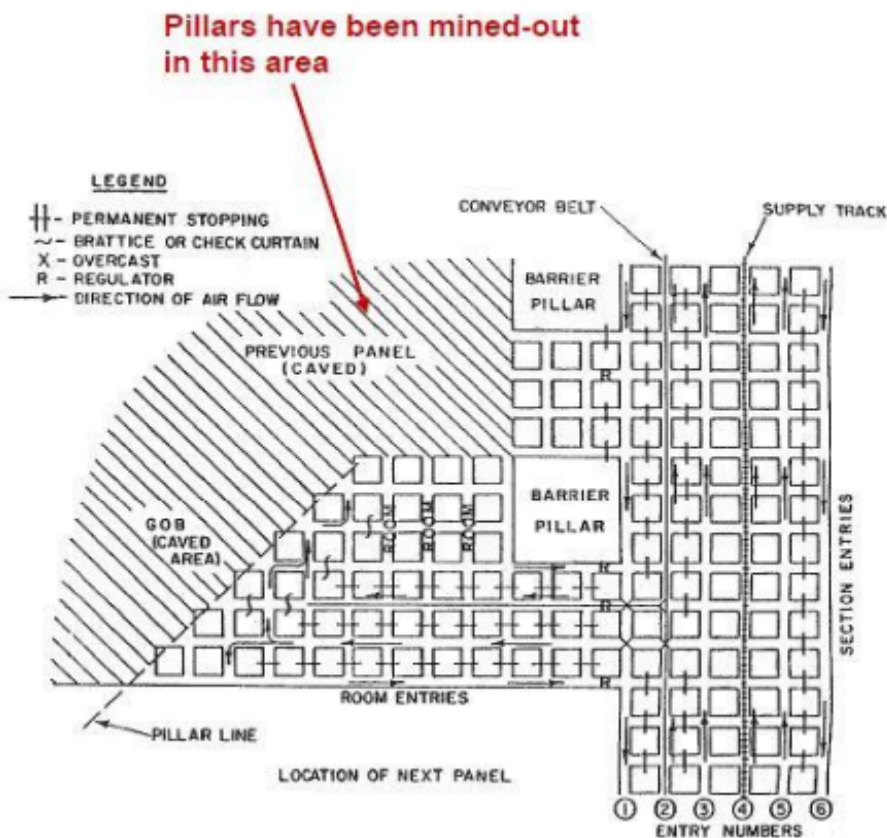 Pillars have been mined-out
in this area
LEGEND
- PERMANENT STOPPING
~ - BRATTICE OR CHECK CURTAIN
X - OVERCAST
R - REGULATOR
- DIRECTION OF AIR FLOW
CONVEYOR BELT
SUPPLY TRACK
BARRIER
PILLAR
PREVIOUS PANEL
(CAVED)
R
GOB
(CAVED
AREA)
ROOM
ROOM
ROOM
BARRIER
PILLAR
SECTION ENTRIES
R
R
R
ROOM ENTRIES
PILLAR LINE
LOCATION OF NEXT PANEL
1 2 3 4 5 6
ENTRY NUMBERS